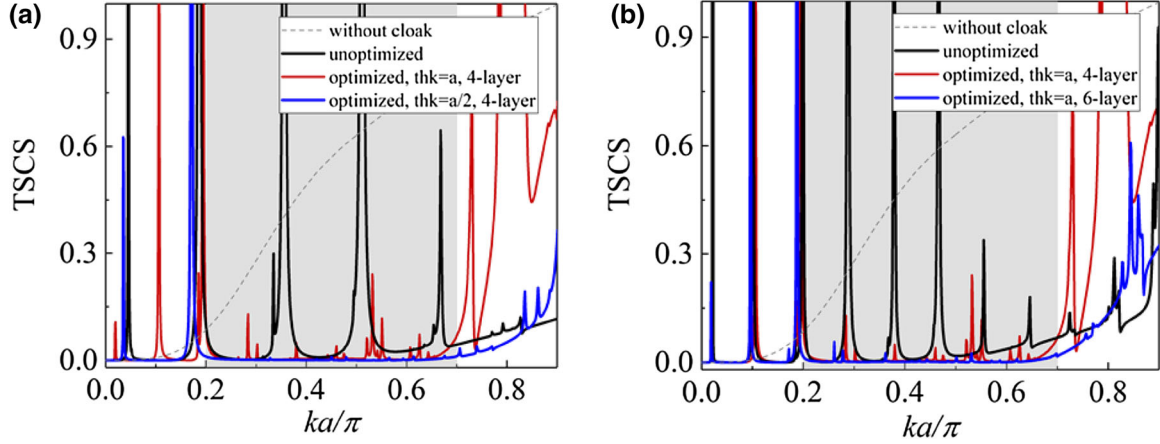 (a)
TSCS
0.9
0.6
0.3
0.0
without cloak
unoptimized
optimized, thk=a, 4-layer
optimized, thk=a/2, 4-layer
0.0 0.2 0.4 0.6 0.8
ka/π
(b)
TSCS
0.9
0.6
0.3
0.0
without cloak
unoptimized
optimized, thk=a, 4-layer
optimized, thk=a, 6-layer
0.0 0.2 0.4 0.6 0.8
ka/π